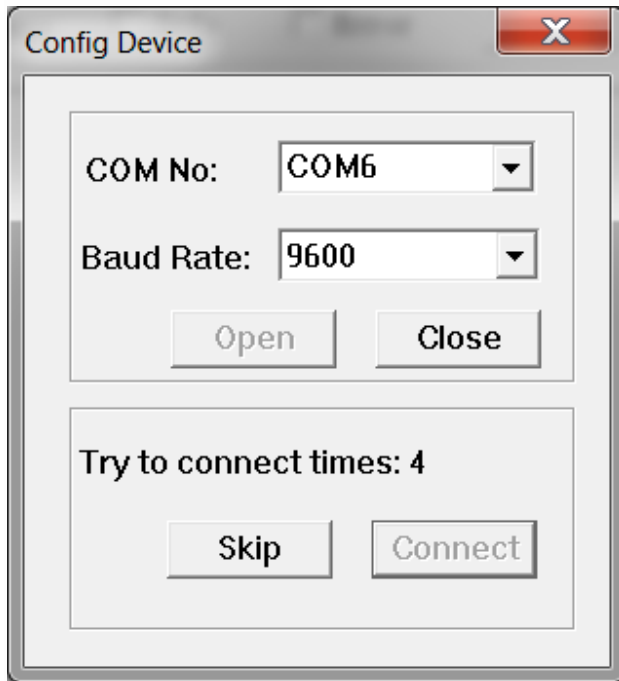 Config Device
COM No: COM6
Baud Rate: 9600
Open Close
Try to connect times: 4
Skip Connect